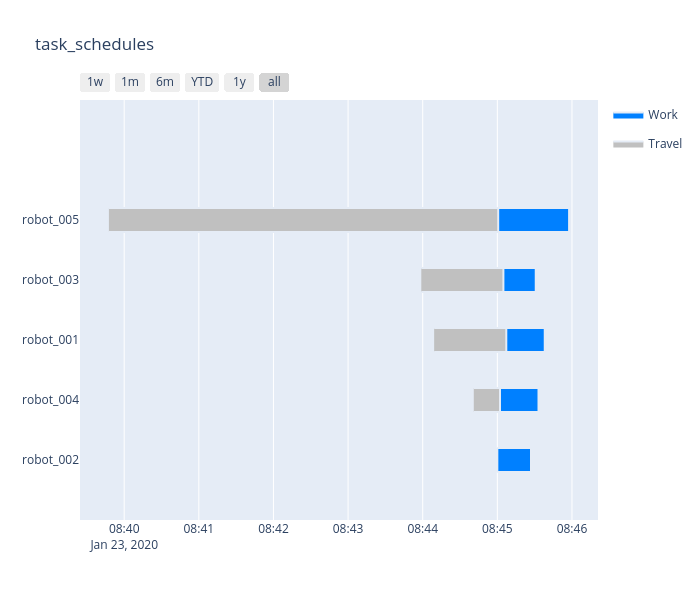 task_schedules
1w 1m 6m YTD 1y all
Work
Travel
robot_005
robot_003
robot_001
robot_004
robot_002
08:40 08:41 08:42 08:43 08:44 08:45 08:46
Jan 23, 2020